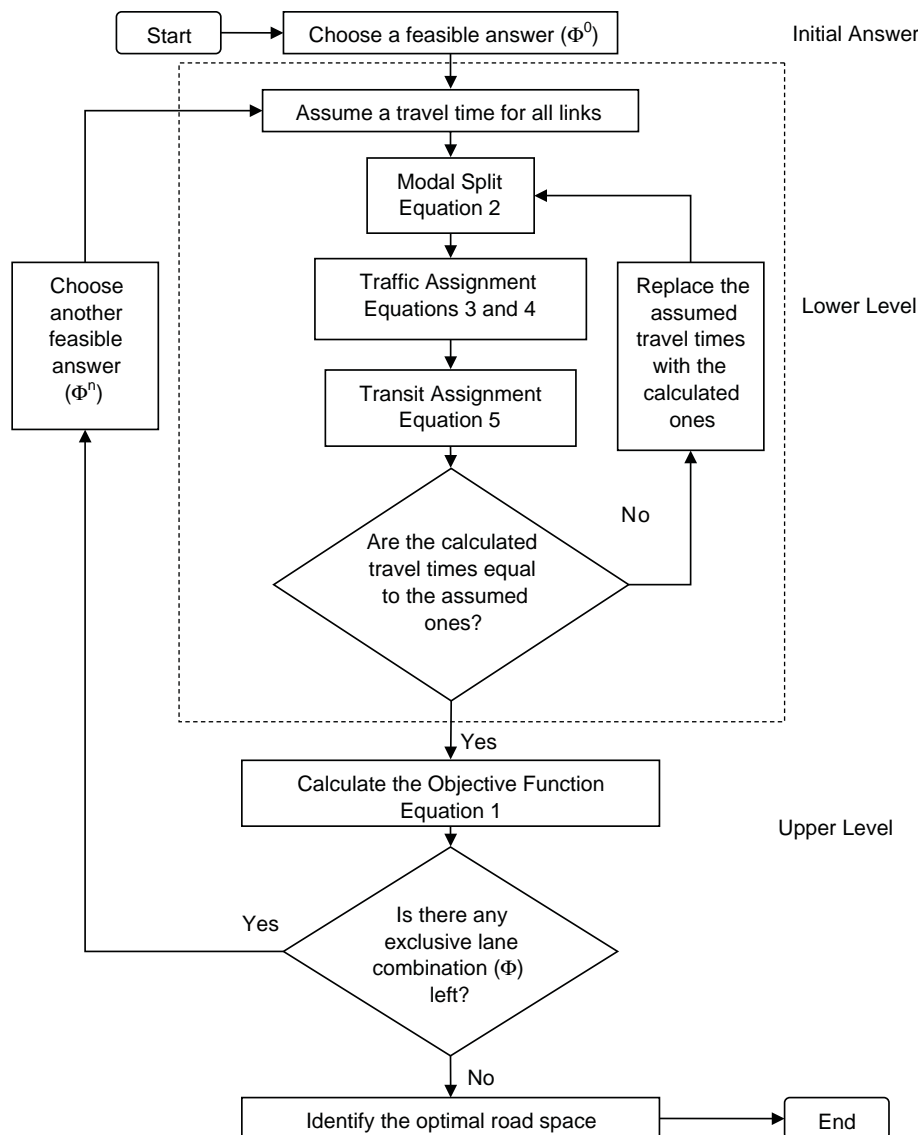 Start
Choose a feasible answer (Φ⁰)
Initial Answer
Assume a travel time for all links
Modal Split
Equation 2
Choose
another
feasible
answer
(Φⁿ)
Traffic Assignment
Equations 3 and 4
Replace the
assumed
travel times
with the
calculated
ones
Lower Level
Transit Assignment
Equation 5
No
Are the calculated
travel times equal
to the assumed
ones?
Yes
Calculate the Objective Function
Equation 1
Upper Level
Yes
Is there any
exclusive lane
combination (Φ)
left?
No
Identify the optimal road space
End